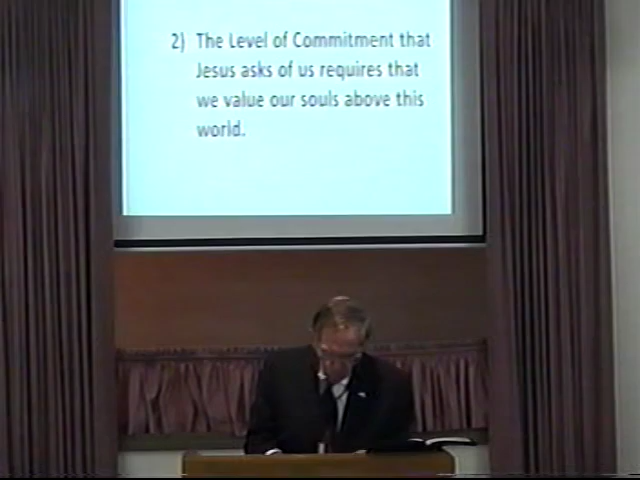 2) The Level of Commitment that
Jesus asks of us requires that
we value our souls above this
world.